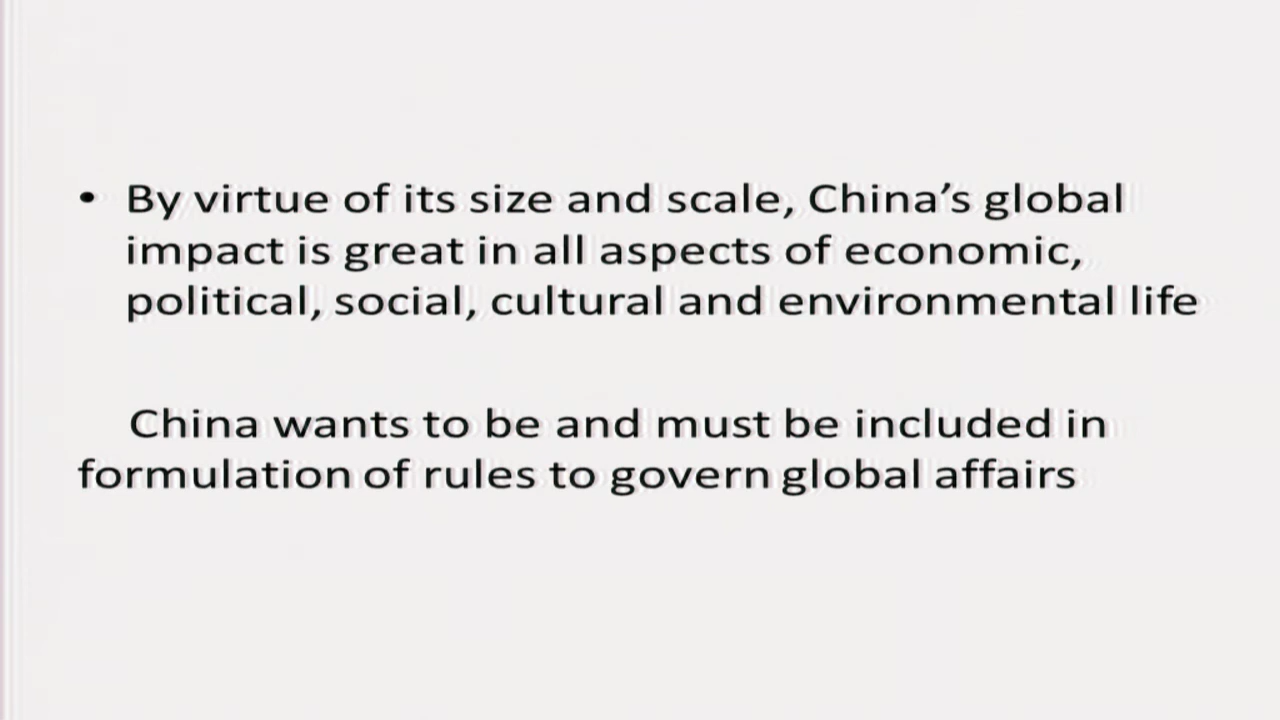 • By virtue of its size and scale, China’s global
impact is great in all aspects of economic,
political, social, cultural and environmental life
China wants to be and must be included in
formulation of rules to govern global affairs